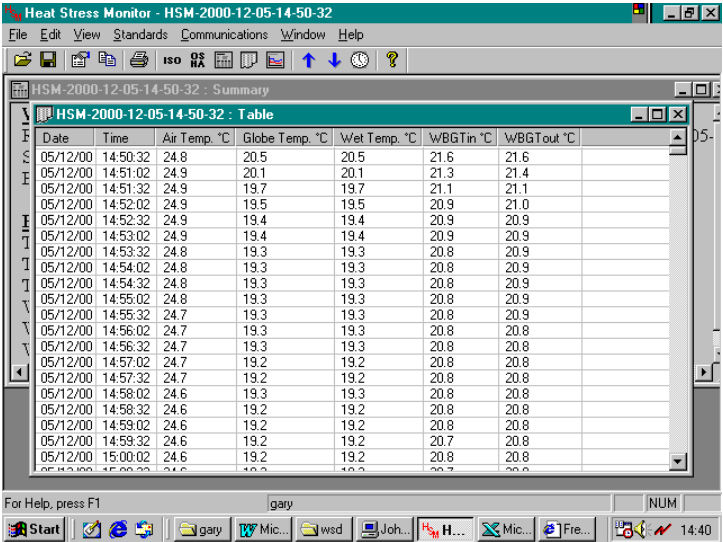 Heat Stress Monitor - HSM-2000-12-05-14-50-32
File Edit View Standards Communications Window Help
ISO OS HA
HSM-2000-12-05-14-50-32 : Summary
HSM-2000-12-05-14-50-32 : Table
Date Time Air Temp. °C Globe Temp. °C Wet Temp. °C WBGTin °C WBGTout °C
05/12/00 14:50:32 24.8 20.5 20.5 21.6 21.6
05/12/00 14:51:02 24.9 20.1 20.1 21.3 21.4
05/12/00 14:51:32 24.9 19.7 19.7 21.1 21.1
05/12/00 14:52:02 24.9 19.5 19.5 20.9 21.0
05/12/00 14:52:32 24.9 19.4 19.4 20.9 20.9
05/12/00 14:53:02 24.9 19.4 19.4 20.9 20.9
05/12/00 14:53:32 24.8 19.3 19.3 20.8 20.9
05/12/00 14:54:02 24.8 19.3 19.3 20.8 20.9
05/12/00 14:54:32 24.8 19.3 19.3 20.8 20.9
05/12/00 14:55:02 24.8 19.3 19.3 20.8 20.9
05/12/00 14:55:32 24.7 19.3 19.3 20.8 20.9
05/12/00 14:56:02 24.7 19.3 19.3 20.8 20.8
05/12/00 14:56:32 24.7 19.3 19.3 20.8 20.8
05/12/00 14:57:02 24.7 19.2 19.2 20.8 20.8
05/12/00 14:57:32 24.7 19.2 19.2 20.8 20.8
05/12/00 14:58:02 24.6 19.3 19.3 20.8 20.8
05/12/00 14:58:32 24.6 19.2 19.2 20.8 20.8
05/12/00 14:59:02 24.6 19.2 19.2 20.8 20.8
05/12/00 14:59:32 24.6 19.2 19.2 20.7 20.8
05/12/00 15:00:02 24.6 19.2 19.2 20.8 20.8
For Help, press F1 gary NUM
Start gary Mic... wsd Joh... H... Mic... Fre... 14:40